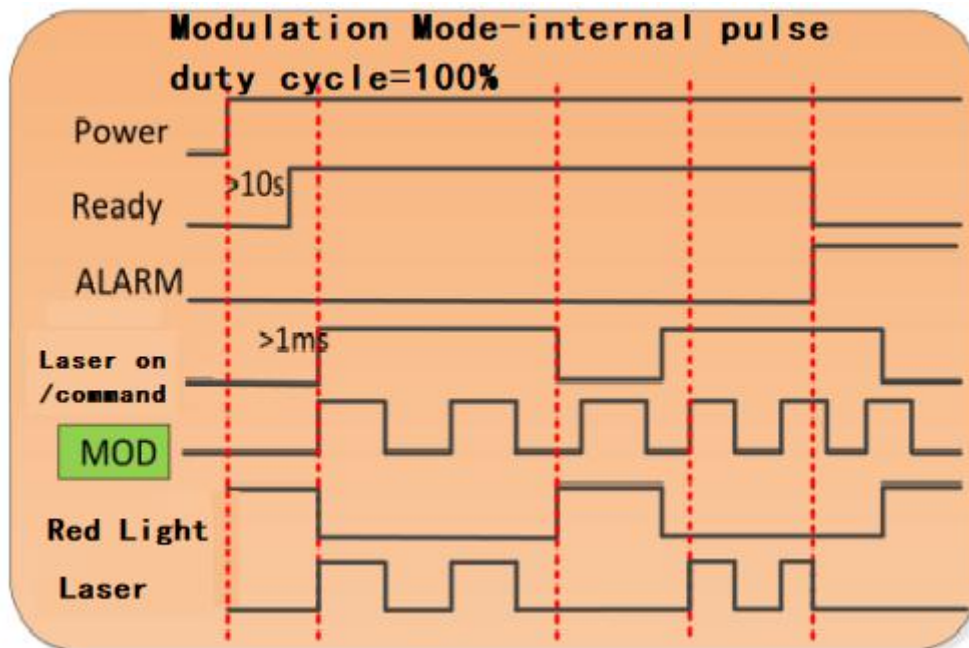 Modulation Mode-internal pulse
duty cycle=100%
Power
>10s
Ready
ALARM
>1ms
Laser on
/command
MOD
Red Light
Laser